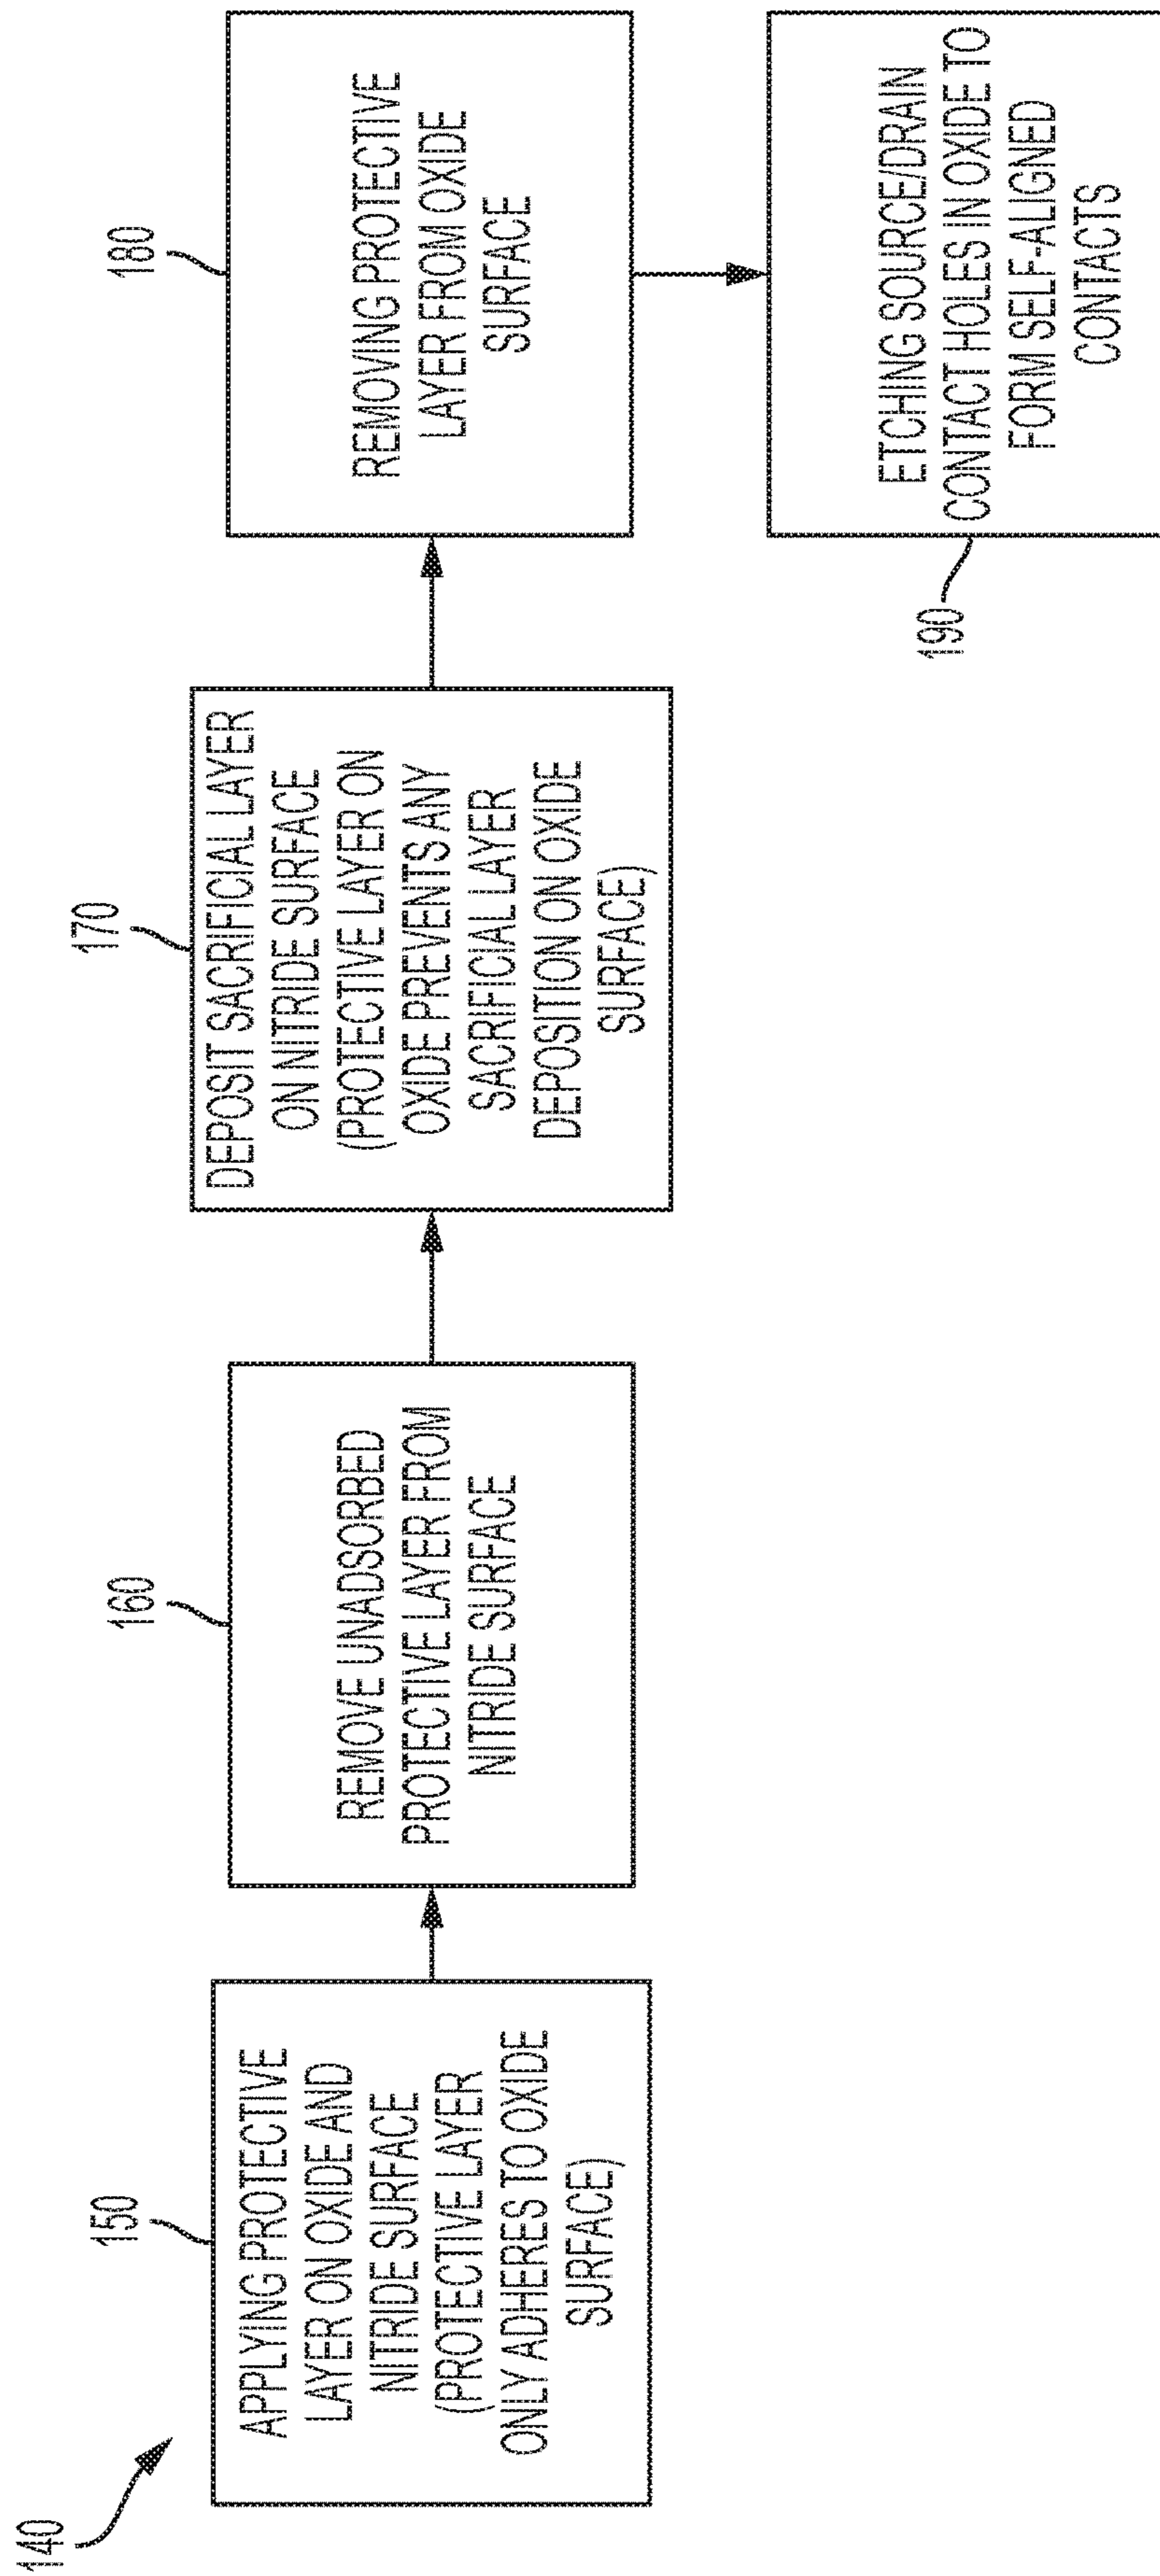 140
150
APPLYING PROTECTIVE
LAYER ON OXIDE AND
NITRIDE SURFACE
(PROTECTIVE LAYER
ONLY ADHERES TO OXIDE
SURFACE)
160
REMOVE UNADSORBED
PROTECTIVE LAYER FROM
NITRIDE SURFACE
170
DEPOSIT SACRIFICIAL LAYER
ON NITRIDE SURFACE
(PROTECTIVE LAYER ON
OXIDE PREVENTS ANY
SACRIFICIAL LAYER
DEPOSITION ON OXIDE
SURFACE)
180
REMOVING PROTECTIVE
LAYER FROM OXIDE
SURFACE
190
ETCHING SOURCE/DRAIN
CONTACT HOLES IN OXIDE TO
FORM SELF-ALIGNED
CONTACTS